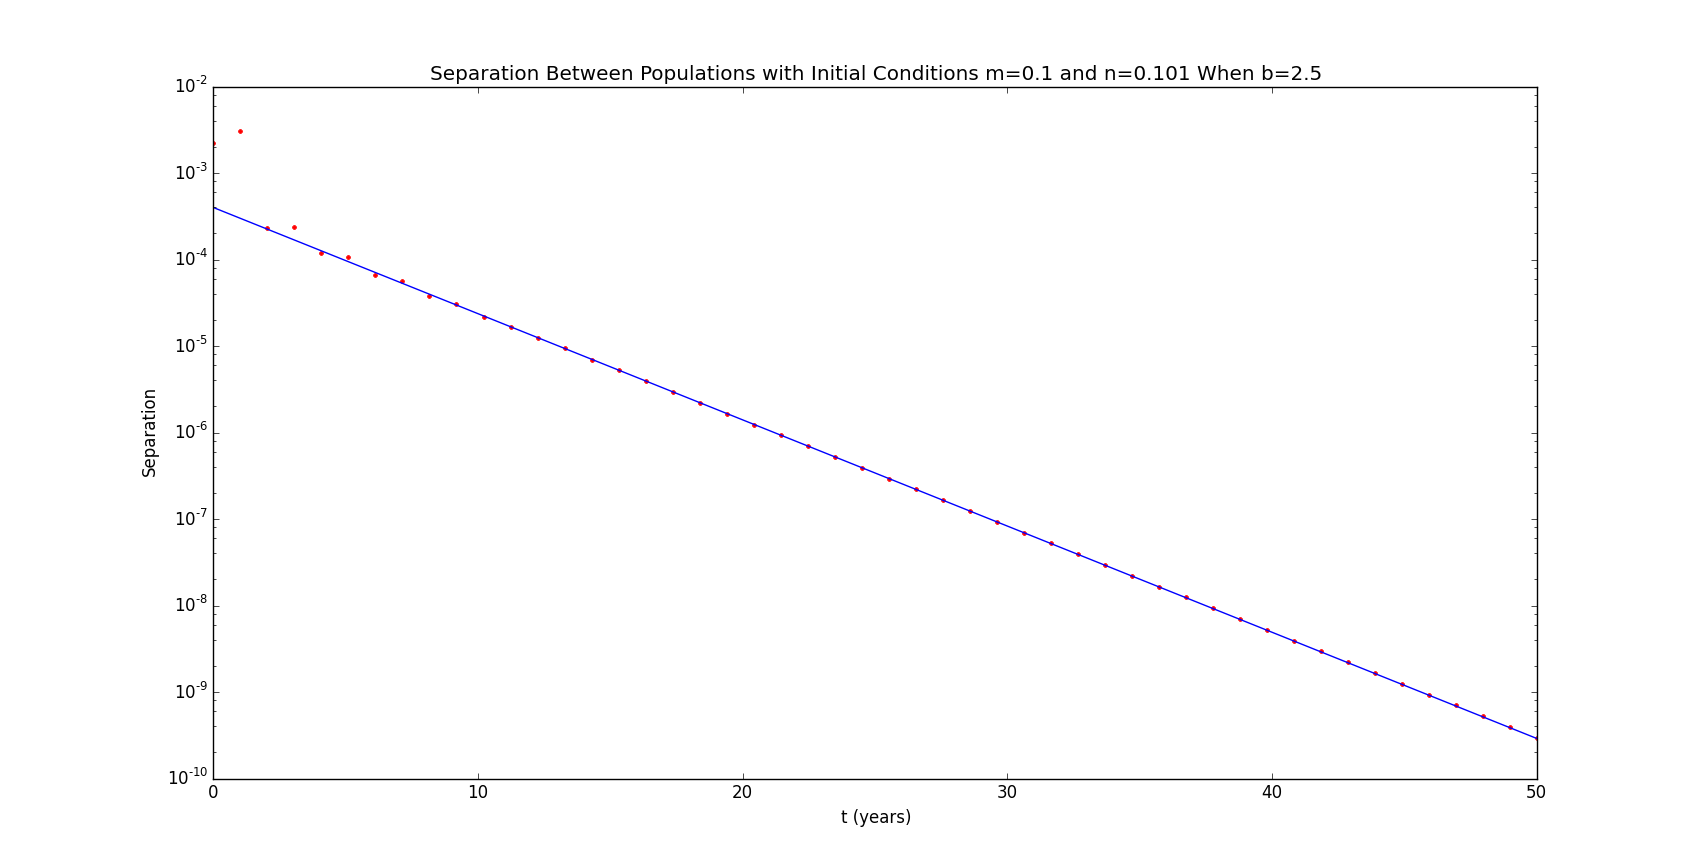 Separation Between Populations with Initial Conditions m=0.1 and n=0.101 When b=2.5
10^-2
10^-3
10^-4
10^-5
10^-6
10^-7
10^-8
10^-9
10^-10
Separation
0 10 20 30 40 50
t (years)